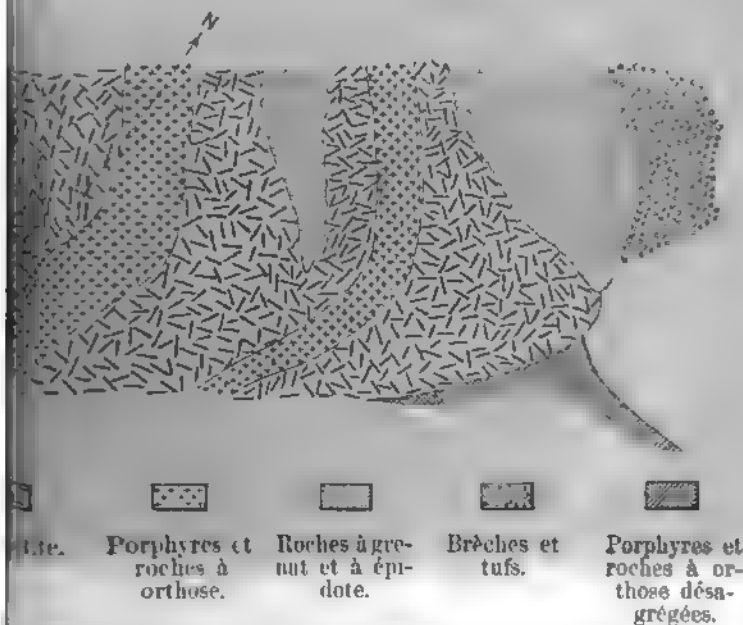 N
Porphyres et
roches à
orthose.
Roches à gre-
nat et à épi-
dote.
Brèches et
tufs.
Porphyres et
roches à or-
those désa-
grégées.